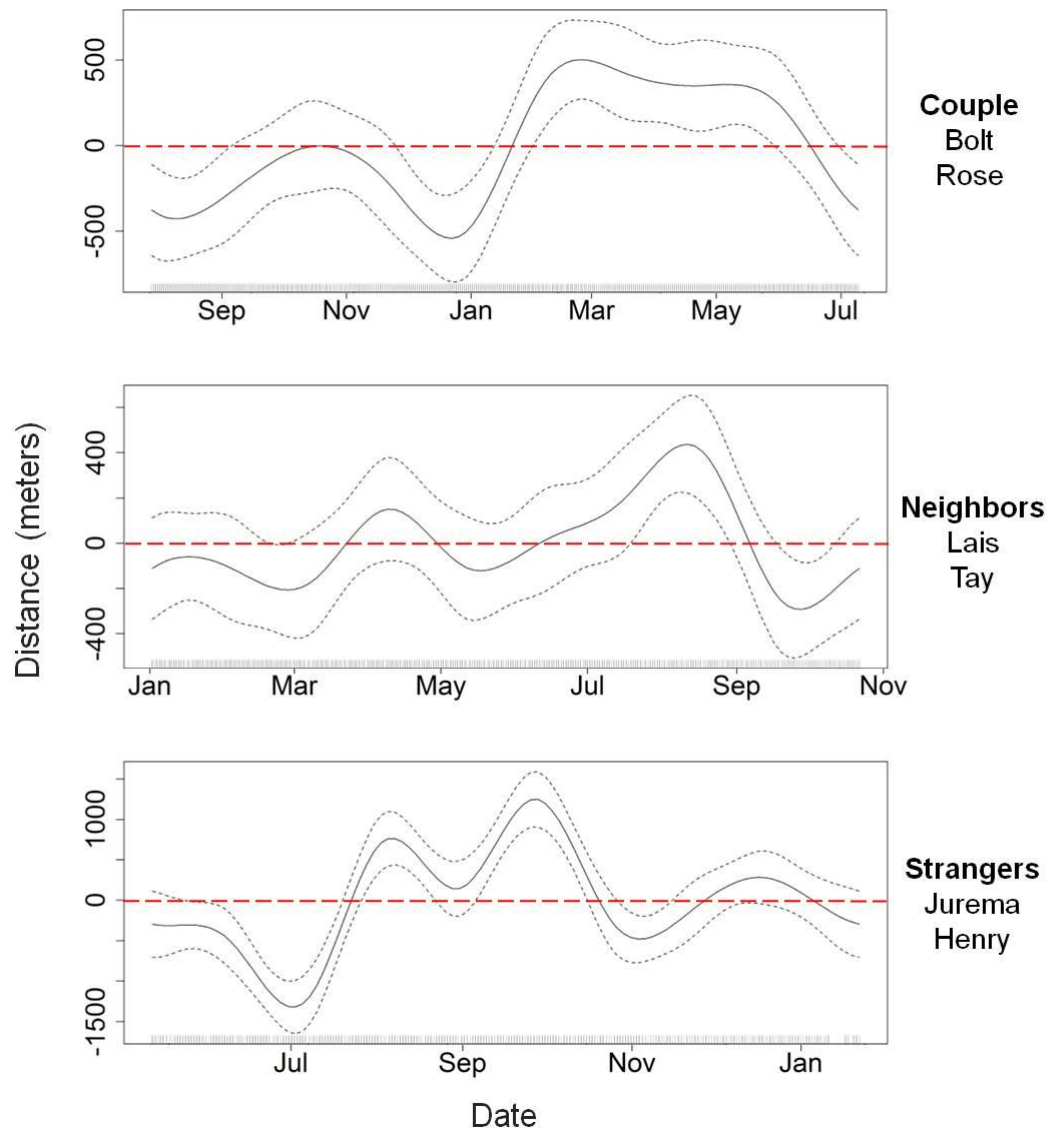 500
0
-500
Sep Nov Jan Mar May Jul
Couple
Bolt
Rose
Distance (meters)
400
0
-400
Jan Mar May Jul Sep Nov
Neighbors
Lais
Tay
1000
0
-1500
Jul Sep Nov Jan
Strangers
Jurema
Henry
Date